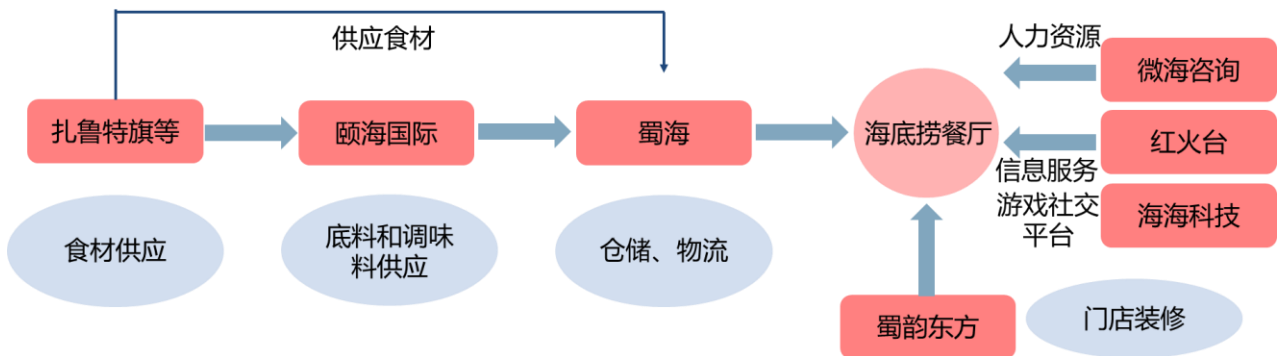 供应食材
人力资源
微海咨询
扎鲁特旗等
颐海国际
蜀海
海底捞餐厅
红火台
信息服务
游戏社交
平台
海海科技
食材供应
底料和调味
料供应
仓储、物流
蜀韵东方
门店装修